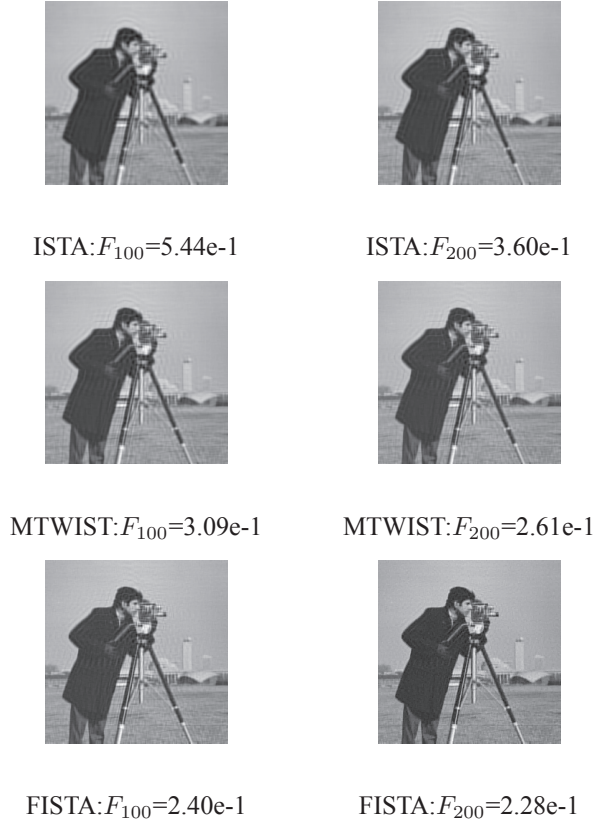 ISTA:F100=5.44e-1
ISTA:F200=3.60e-1
MTWIST:F100=3.09e-1
MTWIST:F200=2.61e-1
FISTA:F100=2.40e-1
FISTA:F200=2.28e-1